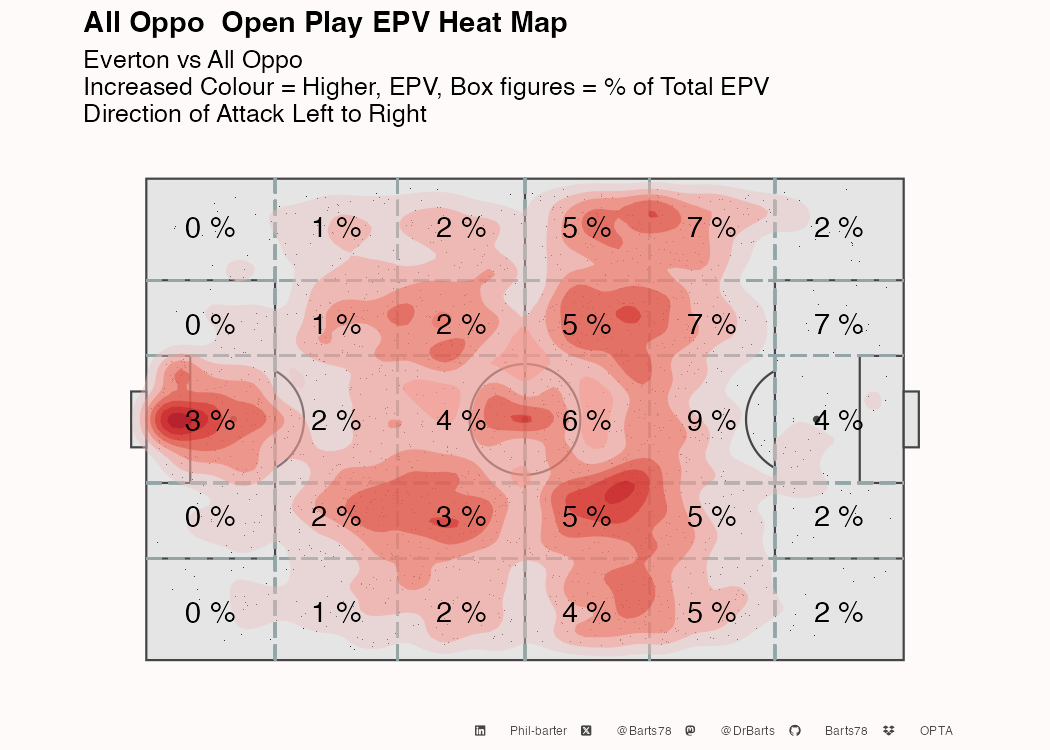 All Oppo  Open Play EPV Heat Map
Everton vs All Oppo
Increased Colour = Higher, EPV, Box figures = % of Total EPV
Direction of Attack Left to Right
0 % 1 % 2 % 5 % 7 % 2 %
0 % 1 % 2 % 5 % 7 % 7 %
3 % 2 % 4 % 6 % 9 % 4 %
0 % 2 % 3 % 5 % 5 % 2 %
0 % 1 % 2 % 4 % 5 % 2 %
Phil-barter @Barts78 @DrBarts Barts78 OPTA